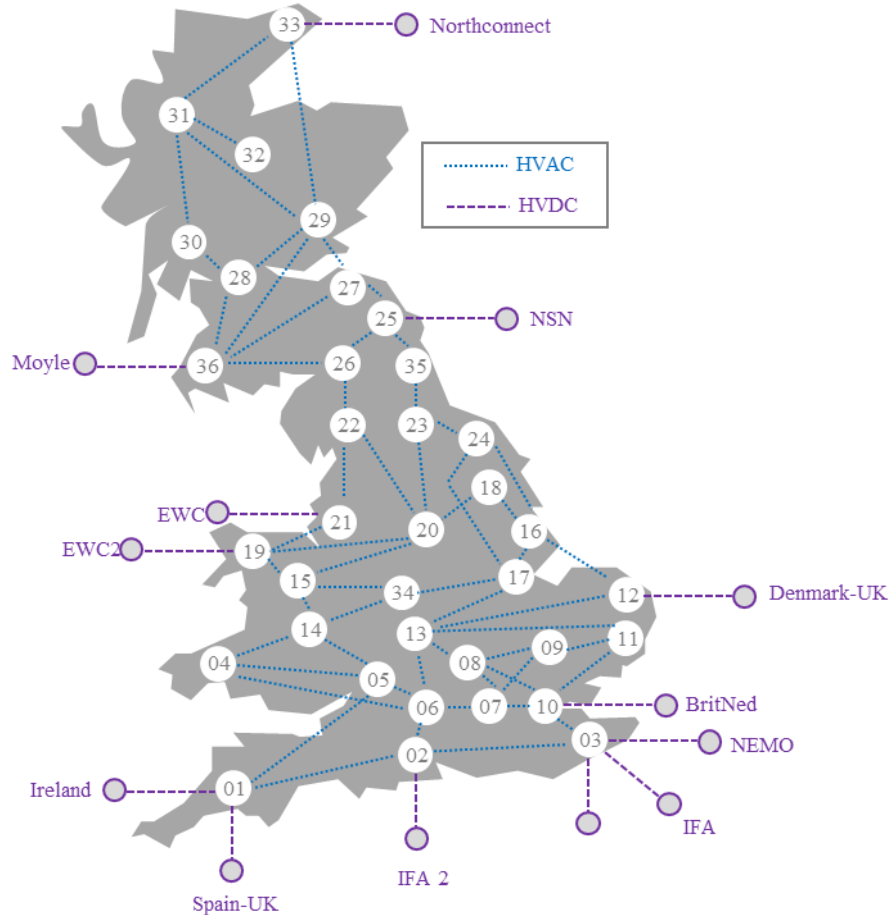 33
Northconnect
31
32
HVAC
HVDC
29
30
28
27
25
NSN
Moyle
36
26
35
22
23
24
18
EWC
21
20
16
EWC2
19
15
34
17
12
Denmark-UK
14
13
11
08
09
04
05
06
07
10
BritNed
02
03
NEMO
Ireland
01
IFA
IFA 2
Spain-UK